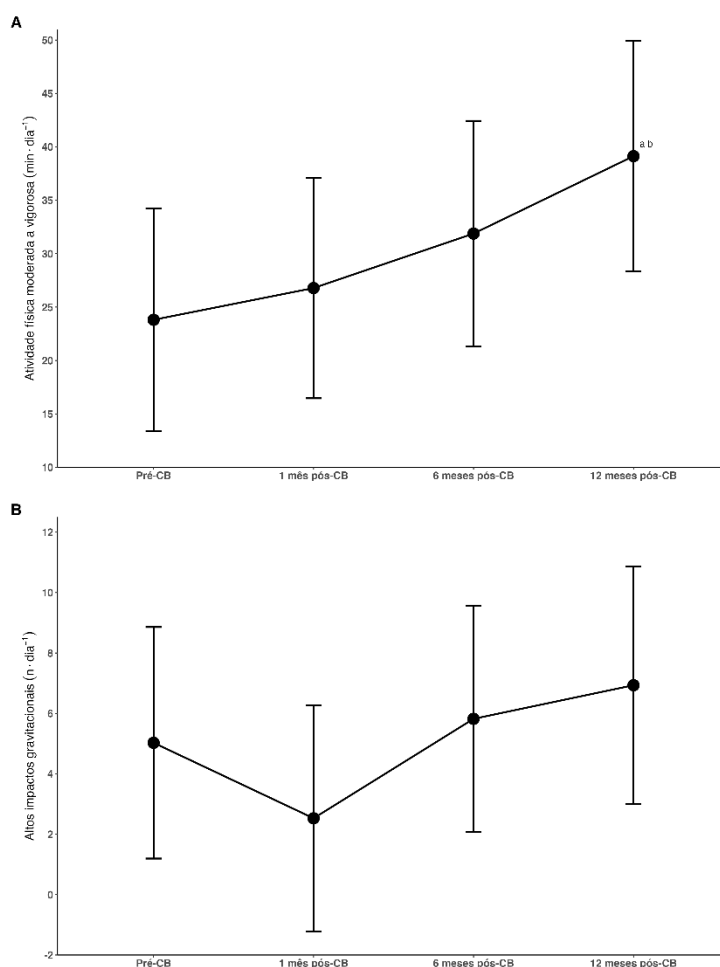 A
Atividade física moderada a vigorosa (min·dia⁻¹)
50
45
40
35
30
25
20
15
10
a b
Pré-CB 1 mês pós-CB 6 meses pós-CB 12 meses pós-CB
B
Altos impactos gravitacionais (n·dia⁻¹)
12
10
8
6
4
2
0
-2
Pré-CB 1 mês pós-CB 6 meses pós-CB 12 meses pós-CB